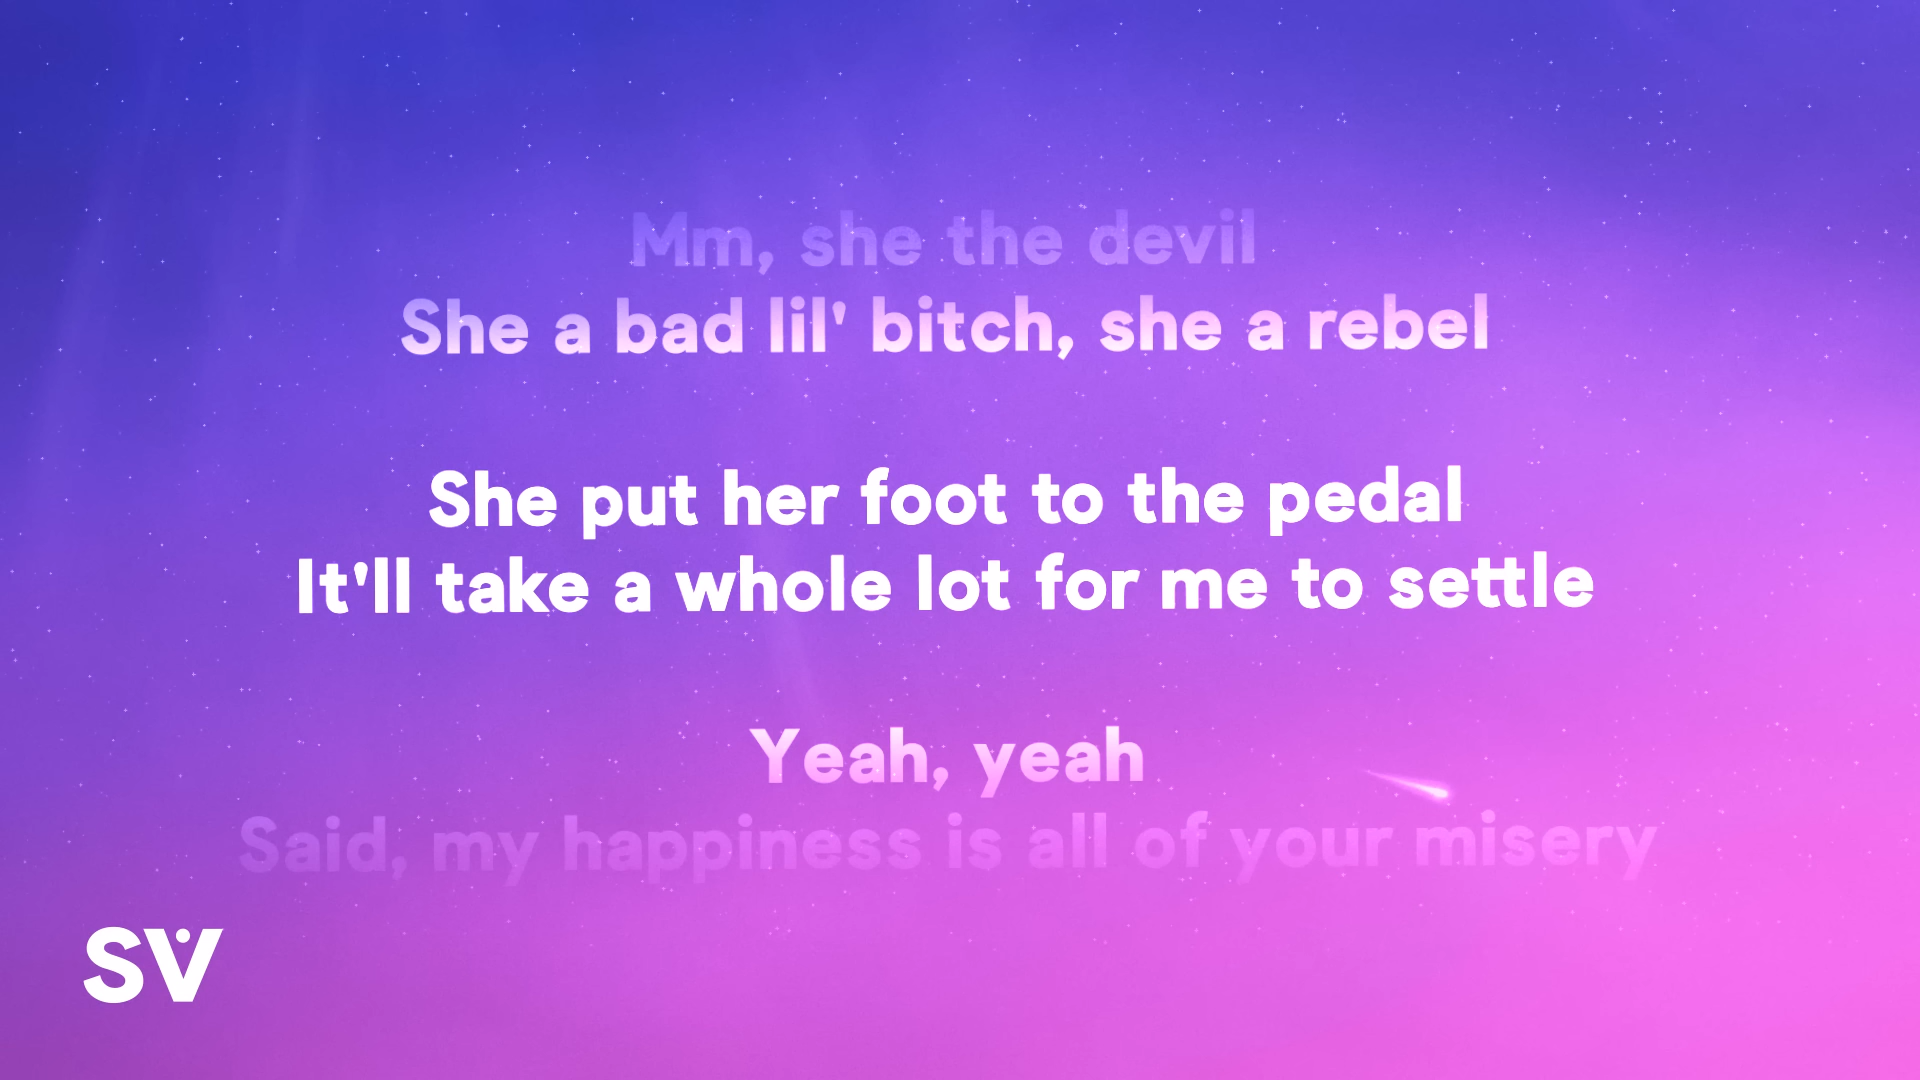 Mm, she the devil
She a bad lil' bitch, she a rebel
She put her foot to the pedal
It'll take a whole lot for me to settle
Yeah, yeah
Said, my happiness is all of your misery
SV